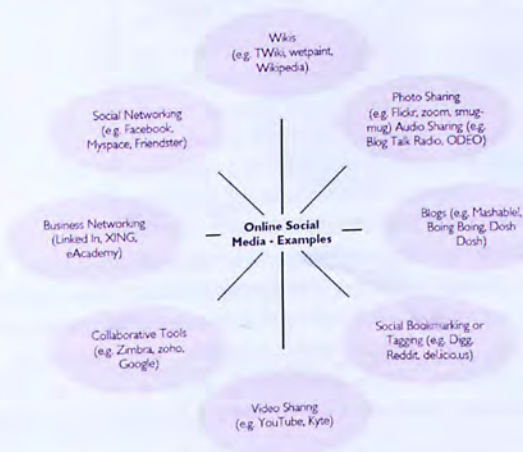 Wikis
(e.g. TWiki, wetpaint,
Wikipedia)
Photo Sharing
(e.g. Flickr, zoom, smug-
mug) Audio Sharing (e.g.
Blog Talk Radio, ODEO)
Blogs (e.g. Mashable!,
Boing Boing, Dosh
Dosh)
Social Bookmarking or
Tagging (e.g. Digg,
Reddit, del.icio.us)
Video Sharing
(e.g. YouTube, Kyte)
Collaborative Tools
(e.g. Zimbra, zoho,
Google)
Business Networking
(Linked In, XING,
eAcademy)
Social Networking
(e.g. Facebook,
Myspace, Friendster)
Online Social
Media - Examples